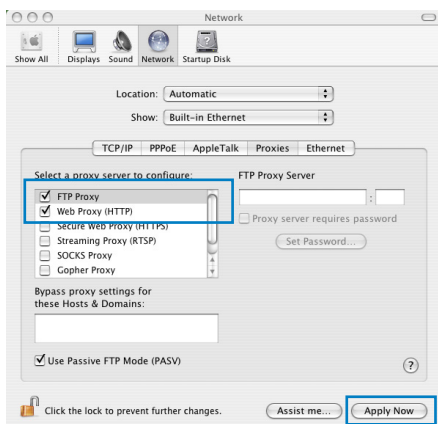 Network
Show All Displays Sound Network Startup Disk
Location: Automatic
Show: Built-in Ethernet
TCP/IP PPPoE AppleTalk Proxies Ethernet
Select a proxy server to configure: FTP Proxy Server
FTP Proxy
:
Web Proxy (HTTP)
Proxy server requires password
Secure Web Proxy (HTTPS)
Streaming Proxy (RTSP)
Set Password...
SOCKS Proxy
Gopher Proxy
Bypass proxy settings for
these Hosts & Domains:
Use Passive FTP Mode (PASV)
?
Click the lock to prevent further changes. Assist me... Apply Now